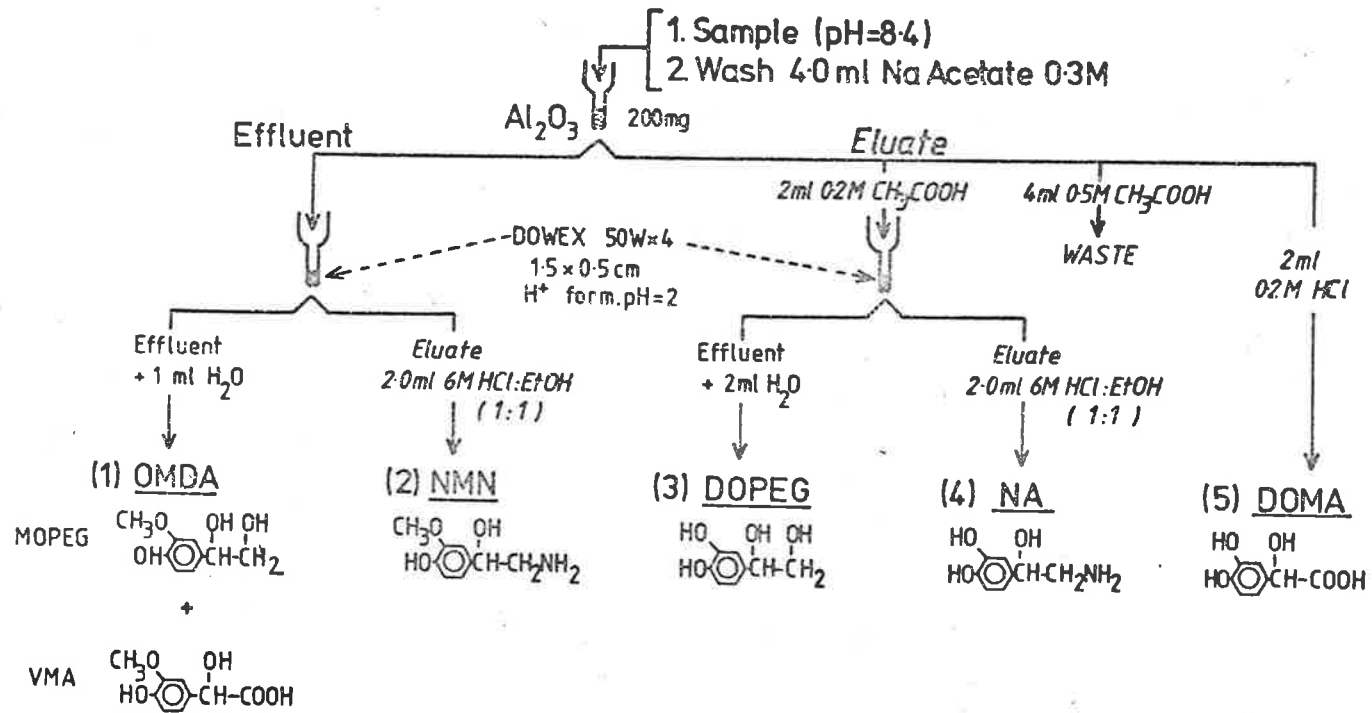 1. Sample (pH=8·4)
2. Wash 4·0 ml Na Acetate 0·3M
Al₂O₃ 200mg
Effluent
Eluate
2ml 0·2M CH₃COOH
4ml 0·5M CH₃COOH
WASTE
2ml
0·2M HCl
DOWEX 50W×4
1·5 × 0·5 cm
H⁺ form. pH=2
Effluent
+ 1 ml H₂O
Eluate
2·0ml 6M HCl:EtOH
(1:1)
Effluent
+ 2ml H₂O
Eluate
2·0ml 6M HCl:EtOH
(1:1)
(1) OMDA
(2) NMN
(3) DOPEG
(4) NA
(5) DOMA
MOPEG
CH₃O OH OH
OH CH-CH₂
CH₃O OH
HO CH-CH₂NH₂
HO OH OH
HO CH-CH₂
HO OH
HO CH-CH₂NH₂
HO OH
HO CH-COOH
+
VMA
CH₃O OH
HO CH-COOH